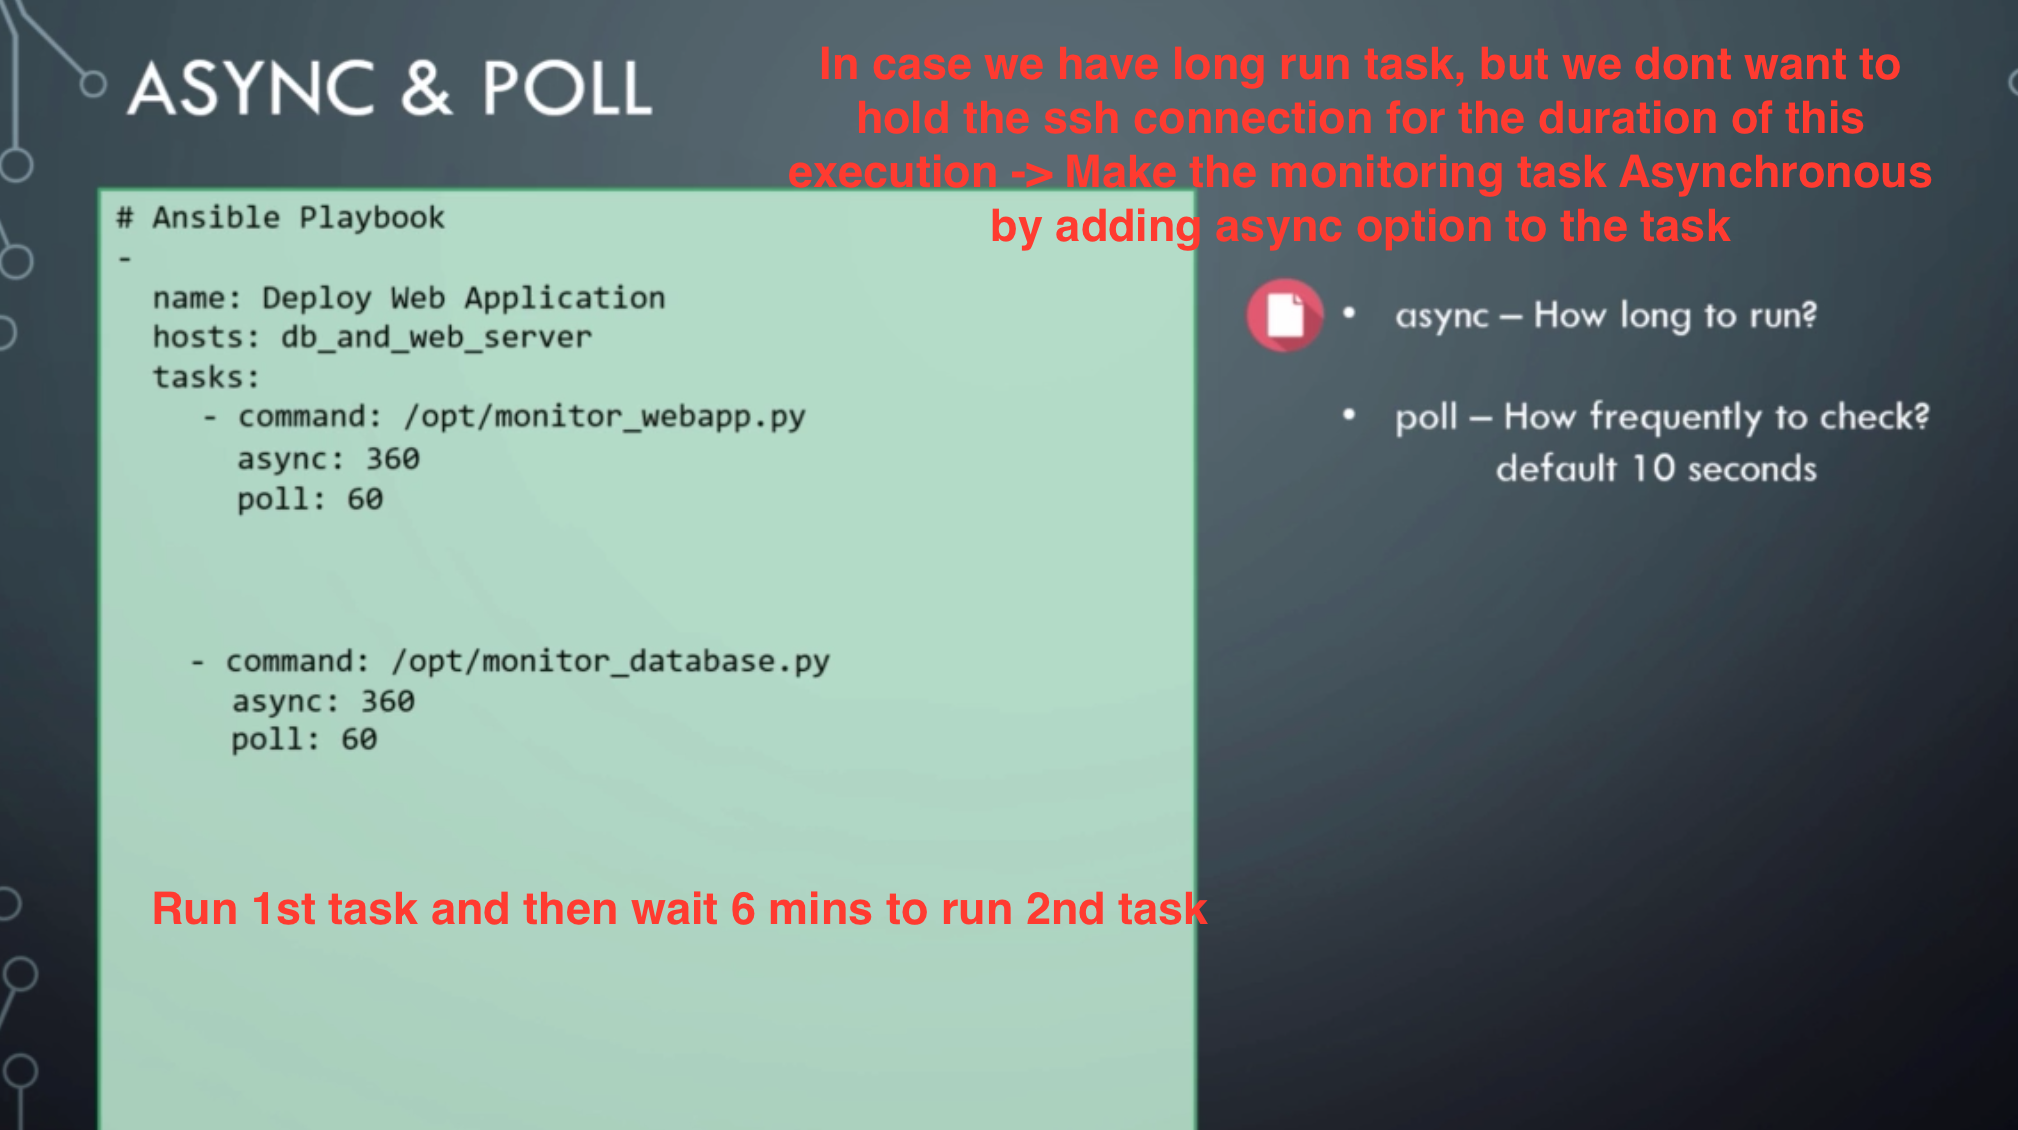 ASYNC & POLL
In case we have long run task, but we dont want to
hold the ssh connection for the duration of this
execution -> Make the monitoring task Asynchronous
by adding async option to the task
# Ansible Playbook
-
name: Deploy Web Application
hosts: db_and_web_server
tasks:
- command: /opt/monitor_webapp.py
async: 360
poll: 60
- command: /opt/monitor_database.py
async: 360
poll: 60
Run 1st task and then wait 6 mins to run 2nd task
• async – How long to run?
• poll – How frequently to check?
default 10 seconds